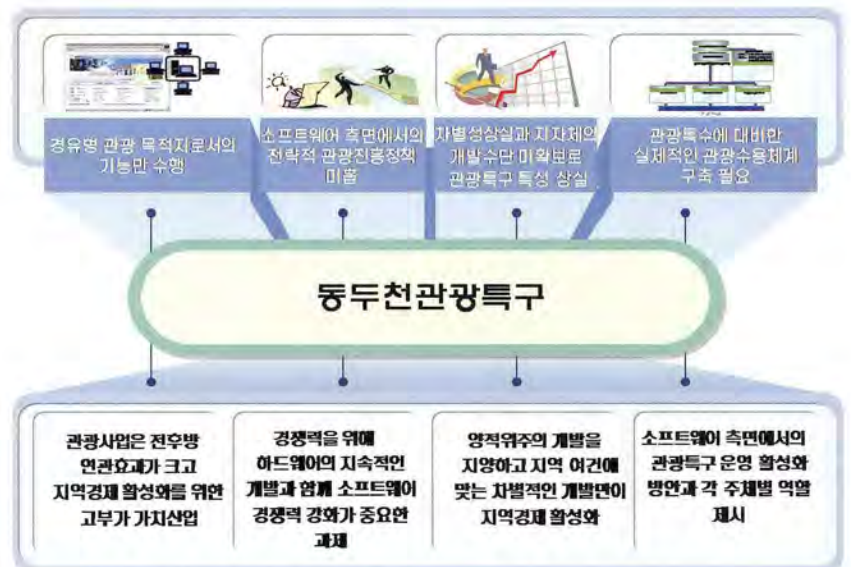 경유형 관광 목적지로서의
기능만 수행
소프트웨어 측면에서의
전략적 관광진흥정책
미흡
차별성상실과 지자체의
개발수단 미확보로
관광특구 특성 상실
관광특수에 대비한
실제적인 관광수용체계
구축 필요
동두천관광특구
관광사업은 전후방
연관효과가 크고
지역경제 활성화를 위한
고부가 가치산업
경쟁력을 위해
하드웨어의 지속적인
개발과 함께 소프트웨어
경쟁력 강화가 중요한
과제
양적위주의 개발을
지양하고 지역 여건에
맞는 차별적인 개발면이
지역경제 활성화
소프트웨어 측면에서의
관광특구 운영 활성화
방안과 각 주체별 역할
제시